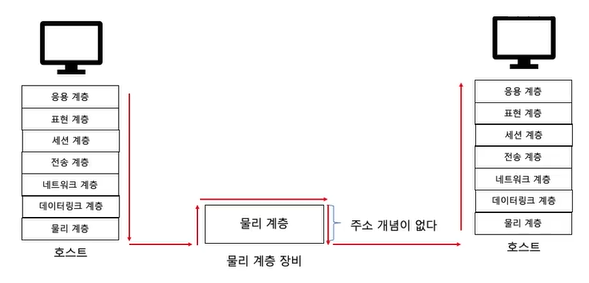 응용 계층
표현 계층
세션 계층
전송 계층
네트워크 계층
데이터링크 계층
물리 계층
호스트
물리 계층
주소 개념이 없다
물리 계층 장비
응용 계층
표현 계층
세션 계층
전송 계층
네트워크 계층
데이터링크 계층
물리 계층
호스트